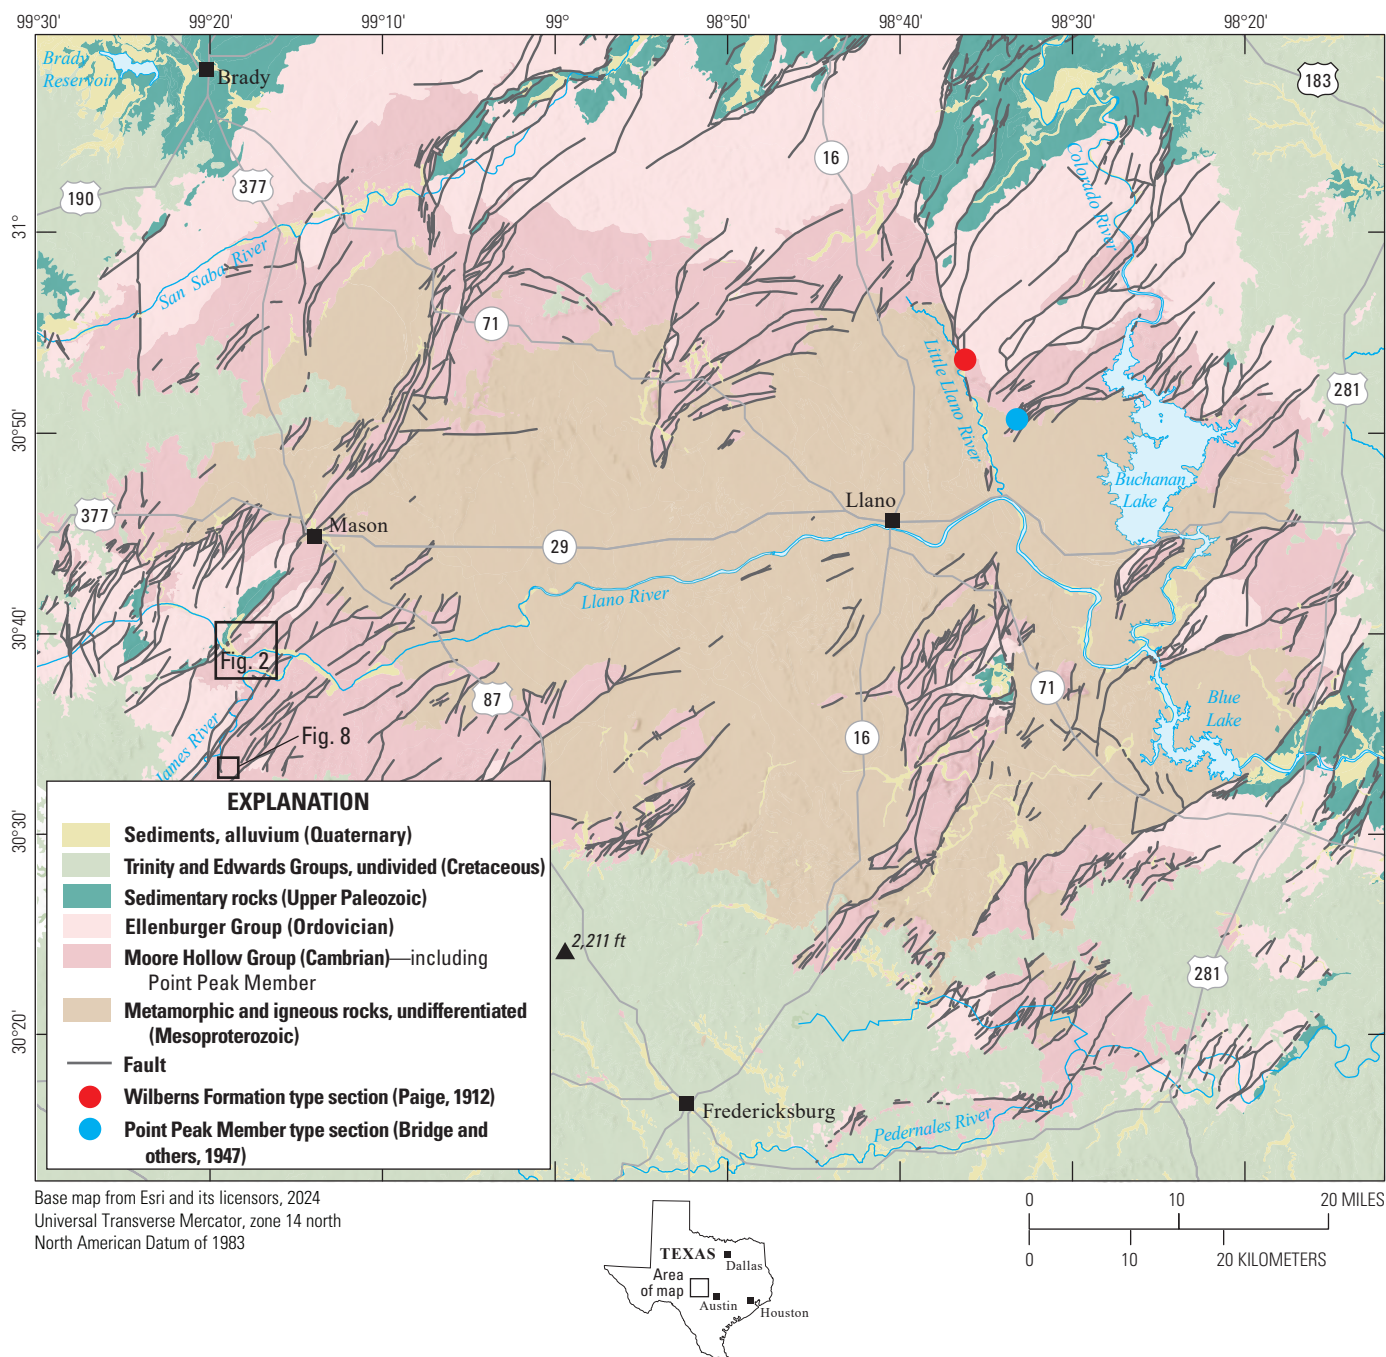 99°30' 99°20' 99°10' 99° 98°50' 98°40' 98°30' 98°20'
Brady
Reservoir
Brady
183
16
190
377
Colorado River
31°
San Saba River
71
Little Llano River
281
30°50'
Buchanan
Lake
377
Mason
Llano
29
Llano River
30°40'
Fig. 2
87
71
Blue
Lake
James River
Fig. 8
16
30°30'
EXPLANATION
Sediments, alluvium (Quaternary)
Trinity and Edwards Groups, undivided (Cretaceous)
Sedimentary rocks (Upper Paleozoic)
Ellenburger Group (Ordovician)
Moore Hollow Group (Cambrian)—including
Point Peak Member
Metamorphic and igneous rocks, undifferentiated
(Mesoproterozoic)
Fault
Wilberns Formation type section (Paige, 1912)
Point Peak Member type section (Bridge and
others, 1947)
2,211 ft
281
30°20'
Fredericksburg
Pedernales River
Base map from Esri and its licensors, 2024
Universal Transverse Mercator, zone 14 north
North American Datum of 1983
0 10 20 MILES
0 10 20 KILOMETERS
TEXAS
Dallas
Area
of map
Austin
Houston